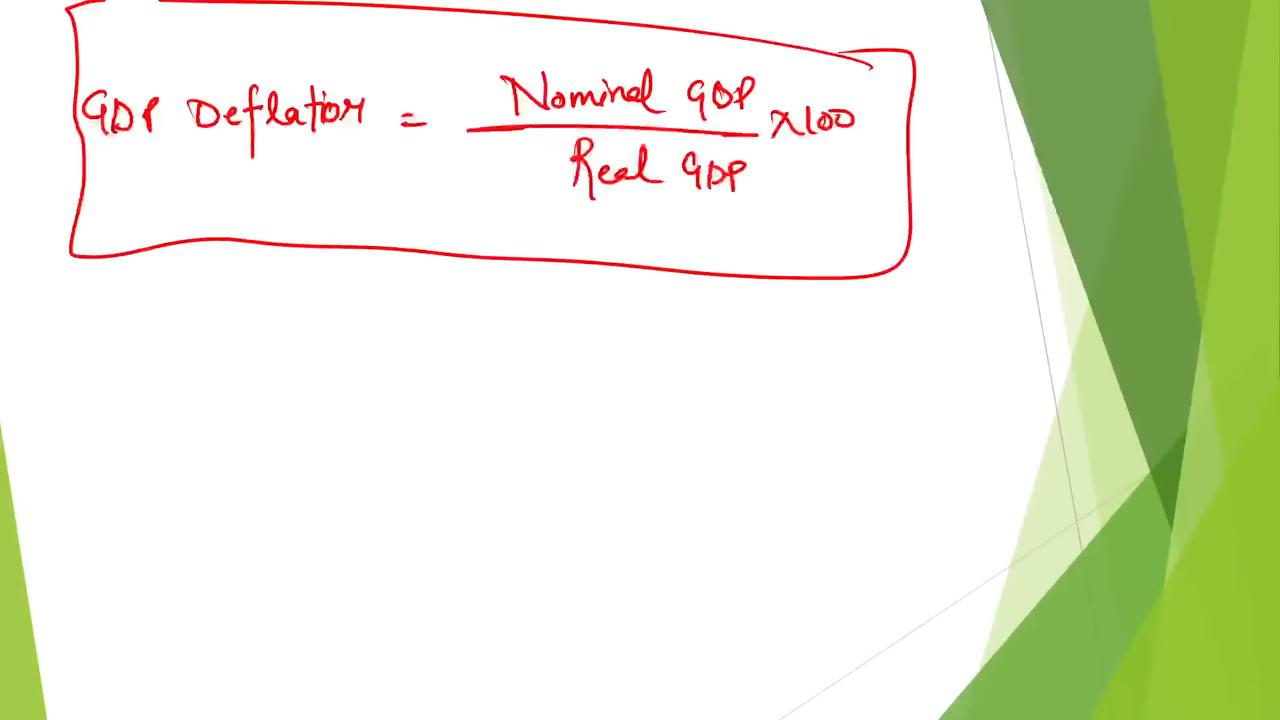 GDP Deflator = Nominal GDP / Real GDP x100